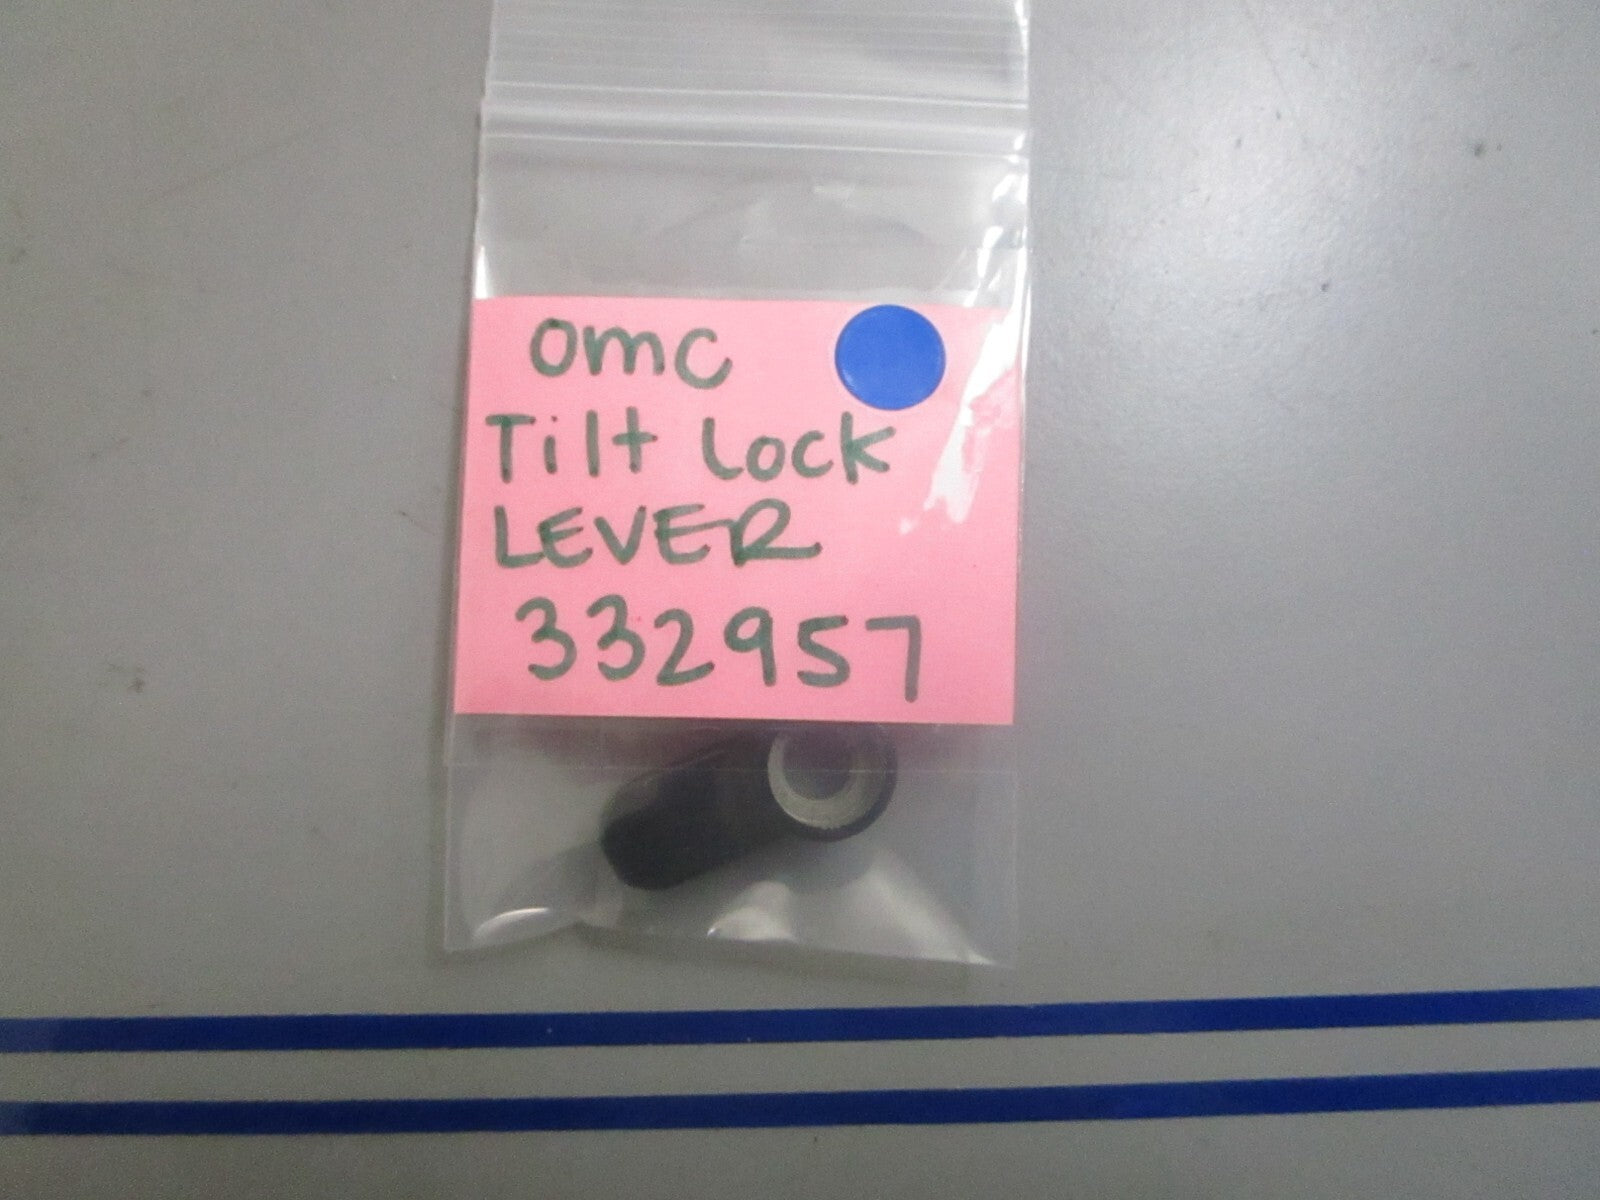 omc
Tilt Lock
LEVER
332957